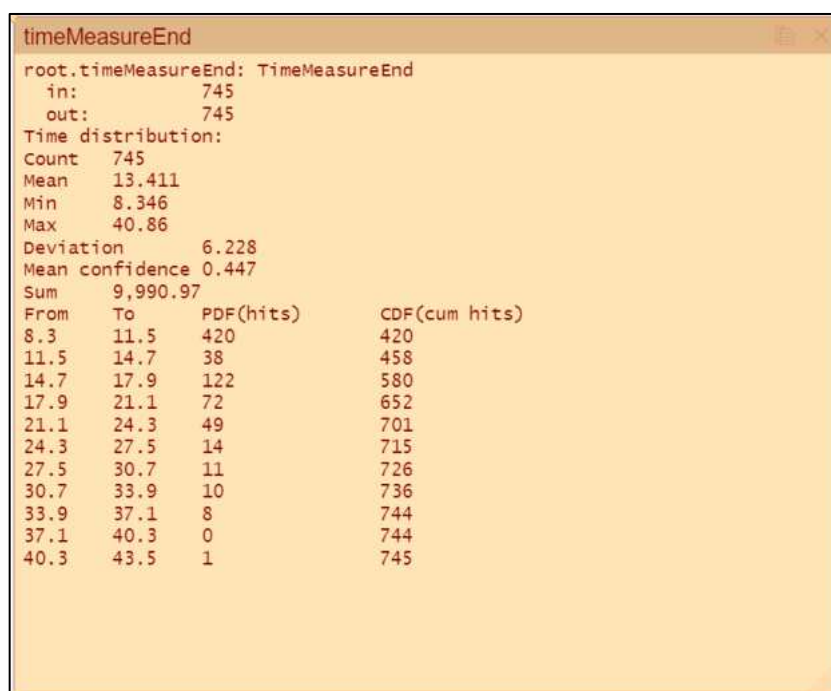 timeMeasureEnd
root.timeMeasureEnd: TimeMeasureEnd
in: 745
out: 745
Time distribution:
Count 745
Mean 13.411
Min 8.346
Max 40.86
Deviation 6.228
Mean confidence 0.447
Sum 9,990.97
From To PDF(hits) CDF(cum hits)
8.3 11.5 420 420
11.5 14.7 38 458
14.7 17.9 122 580
17.9 21.1 72 652
21.1 24.3 49 701
24.3 27.5 14 715
27.5 30.7 11 726
30.7 33.9 10 736
33.9 37.1 8 744
37.1 40.3 0 744
40.3 43.5 1 745